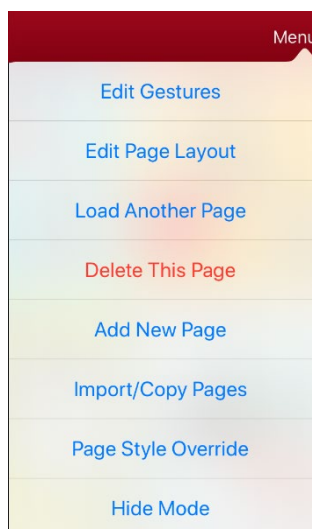 Menu
Edit Gestures
Edit Page Layout
Load Another Page
Delete This Page
Add New Page
Import/Copy Pages
Page Style Override
Hide Mode